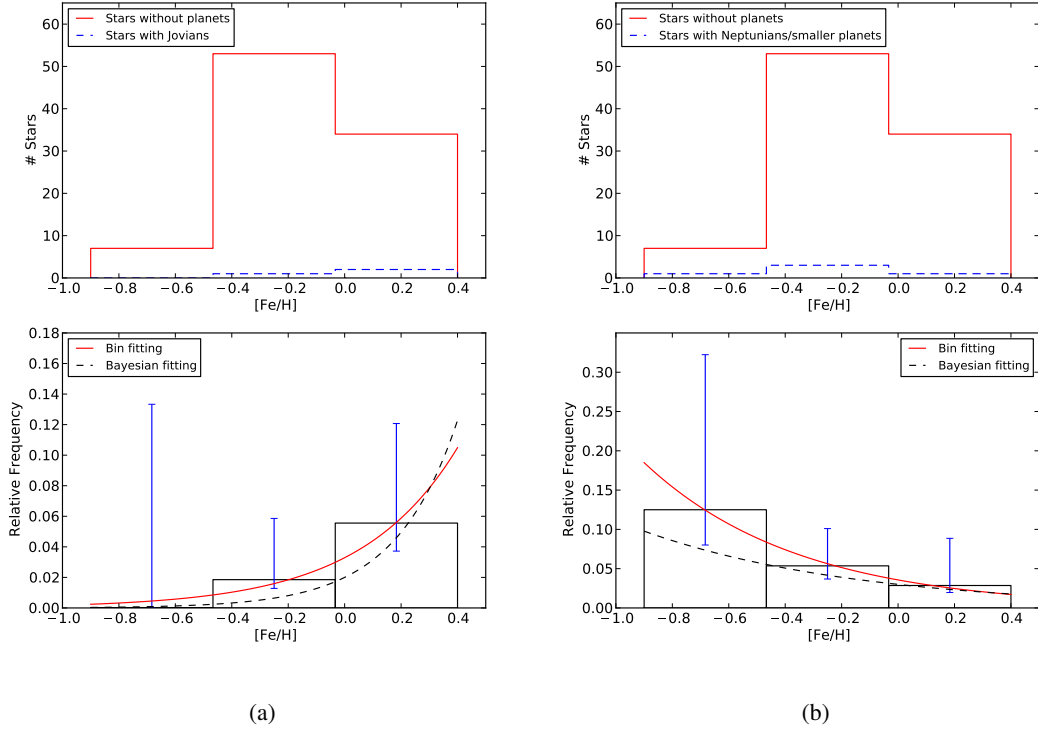 60
50
40
30
20
10
0
# Stars
Stars without planets
Stars with Jovians
−1.0 −0.8 −0.6 −0.4 −0.2 0.0 0.2 0.4
[Fe/H]
60
50
40
30
20
10
0
# Stars
Stars without planets
Stars with Neptunians/smaller planets
−1.0 −0.8 −0.6 −0.4 −0.2 0.0 0.2 0.4
[Fe/H]
0.18
0.16
0.14
0.12
0.10
0.08
0.06
0.04
0.02
0.00
Relative Frequency
Bin fitting
Bayesian fitting
−1.0 −0.8 −0.6 −0.4 −0.2 0.0 0.2 0.4
[Fe/H]
0.30
0.25
0.20
0.15
0.10
0.05
0.00
Relative Frequency
Bin fitting
Bayesian fitting
−1.0 −0.8 −0.6 −0.4 −0.2 0.0 0.2 0.4
[Fe/H]
(a)
(b)